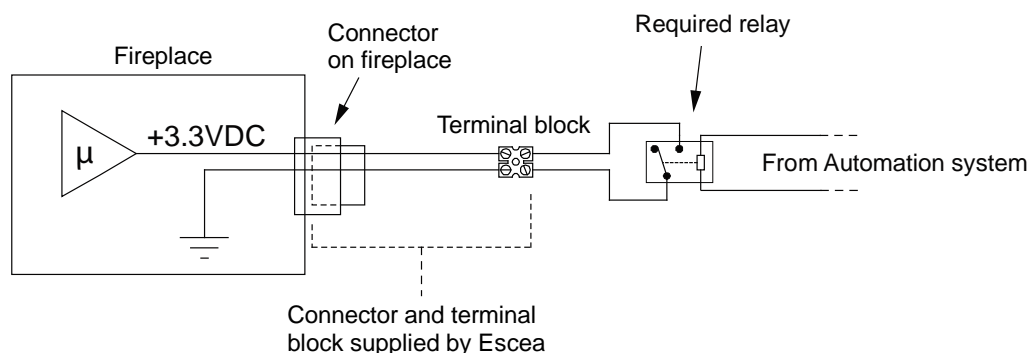 Required relay
Connector
on fireplace
Fireplace
+3.3VDC
µ
Terminal block
From Automation system
Connector and terminal
block supplied by Escea